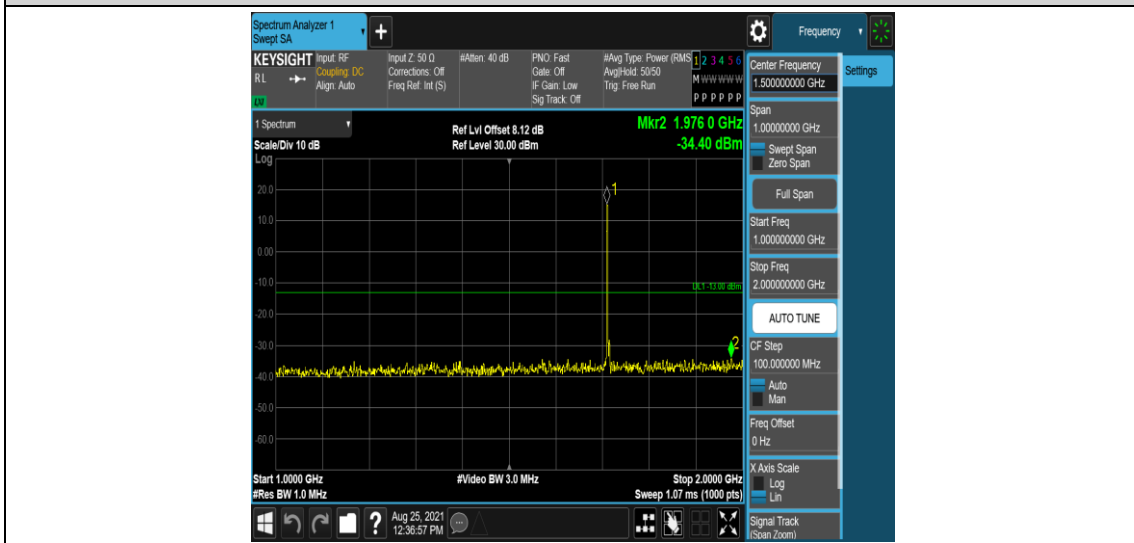 Spectrum Analyzer 1
Swept SA
+
Frequency
KEYSIGHT
RL
Input: RF
Coupling: DC
Align: Auto
Input Z: 50 Ω
Corrections: Off
Freq Ref: Int (S)
#Atten: 40 dB
PNO: Fast
Gate: Off
IF Gain: Low
Sig Track: Off
#Avg Type: Power (RMS
Avg|Hold: 50/50
Trig: Free Run
1 2 3 4 5 6
M W W W W W
P P P P P P
Center Frequency
1.500000000 GHz
Settings
Span
1.00000000 GHz
Swept Span
Zero Span
Full Span
Start Freq
1.000000000 GHz
Stop Freq
2.000000000 GHz
AUTO TUNE
CF Step
100.000000 MHz
Auto
Man
Freq Offset
0 Hz
X Axis Scale
Log
Lin
Signal Track
(Span Zoom)
1 Spectrum
Scale/Div 10 dB
Log
Ref Lvl Offset 8.12 dB
Ref Level 30.00 dBm
Mkr2 1.976 0 GHz
-34.40 dBm
20.0
10.0
0.00
-10.0
-20.0
-30.0
-40.0
-50.0
-60.0
1
DL1 -13.00 dBm
2
Start 1.0000 GHz
#Res BW 1.0 MHz
#Video BW 3.0 MHz
Stop 2.0000 GHz
Sweep 1.07 ms (1000 pts)
?
Aug 25, 2021
12:36:57 PM